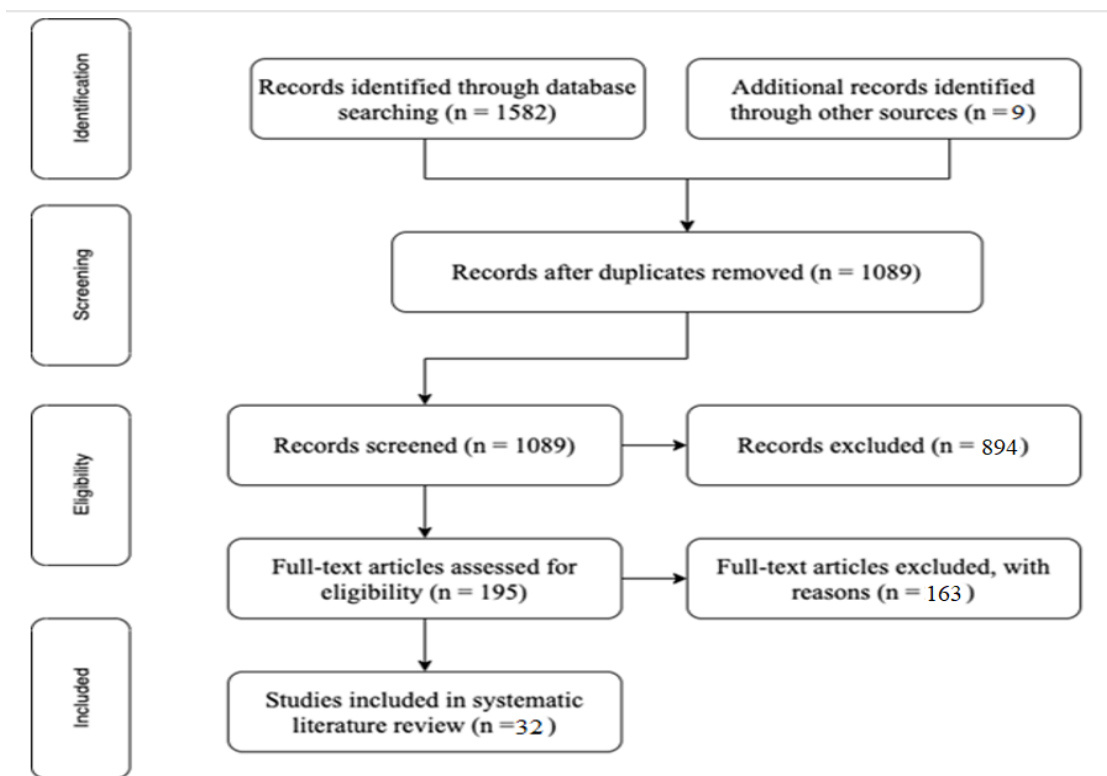 Identification
Records identified through database
searching (n = 1582)
Additional records identified
through other sources (n = 9)
Screening
Records after duplicates removed (n = 1089)
Eligibility
Records screened (n = 1089)
Records excluded (n = 894)
Full-text articles assessed for
eligibility (n = 195)
Full-text articles excluded, with
reasons (n = 163 )
Included
Studies included in systematic
literature review (n =32 )